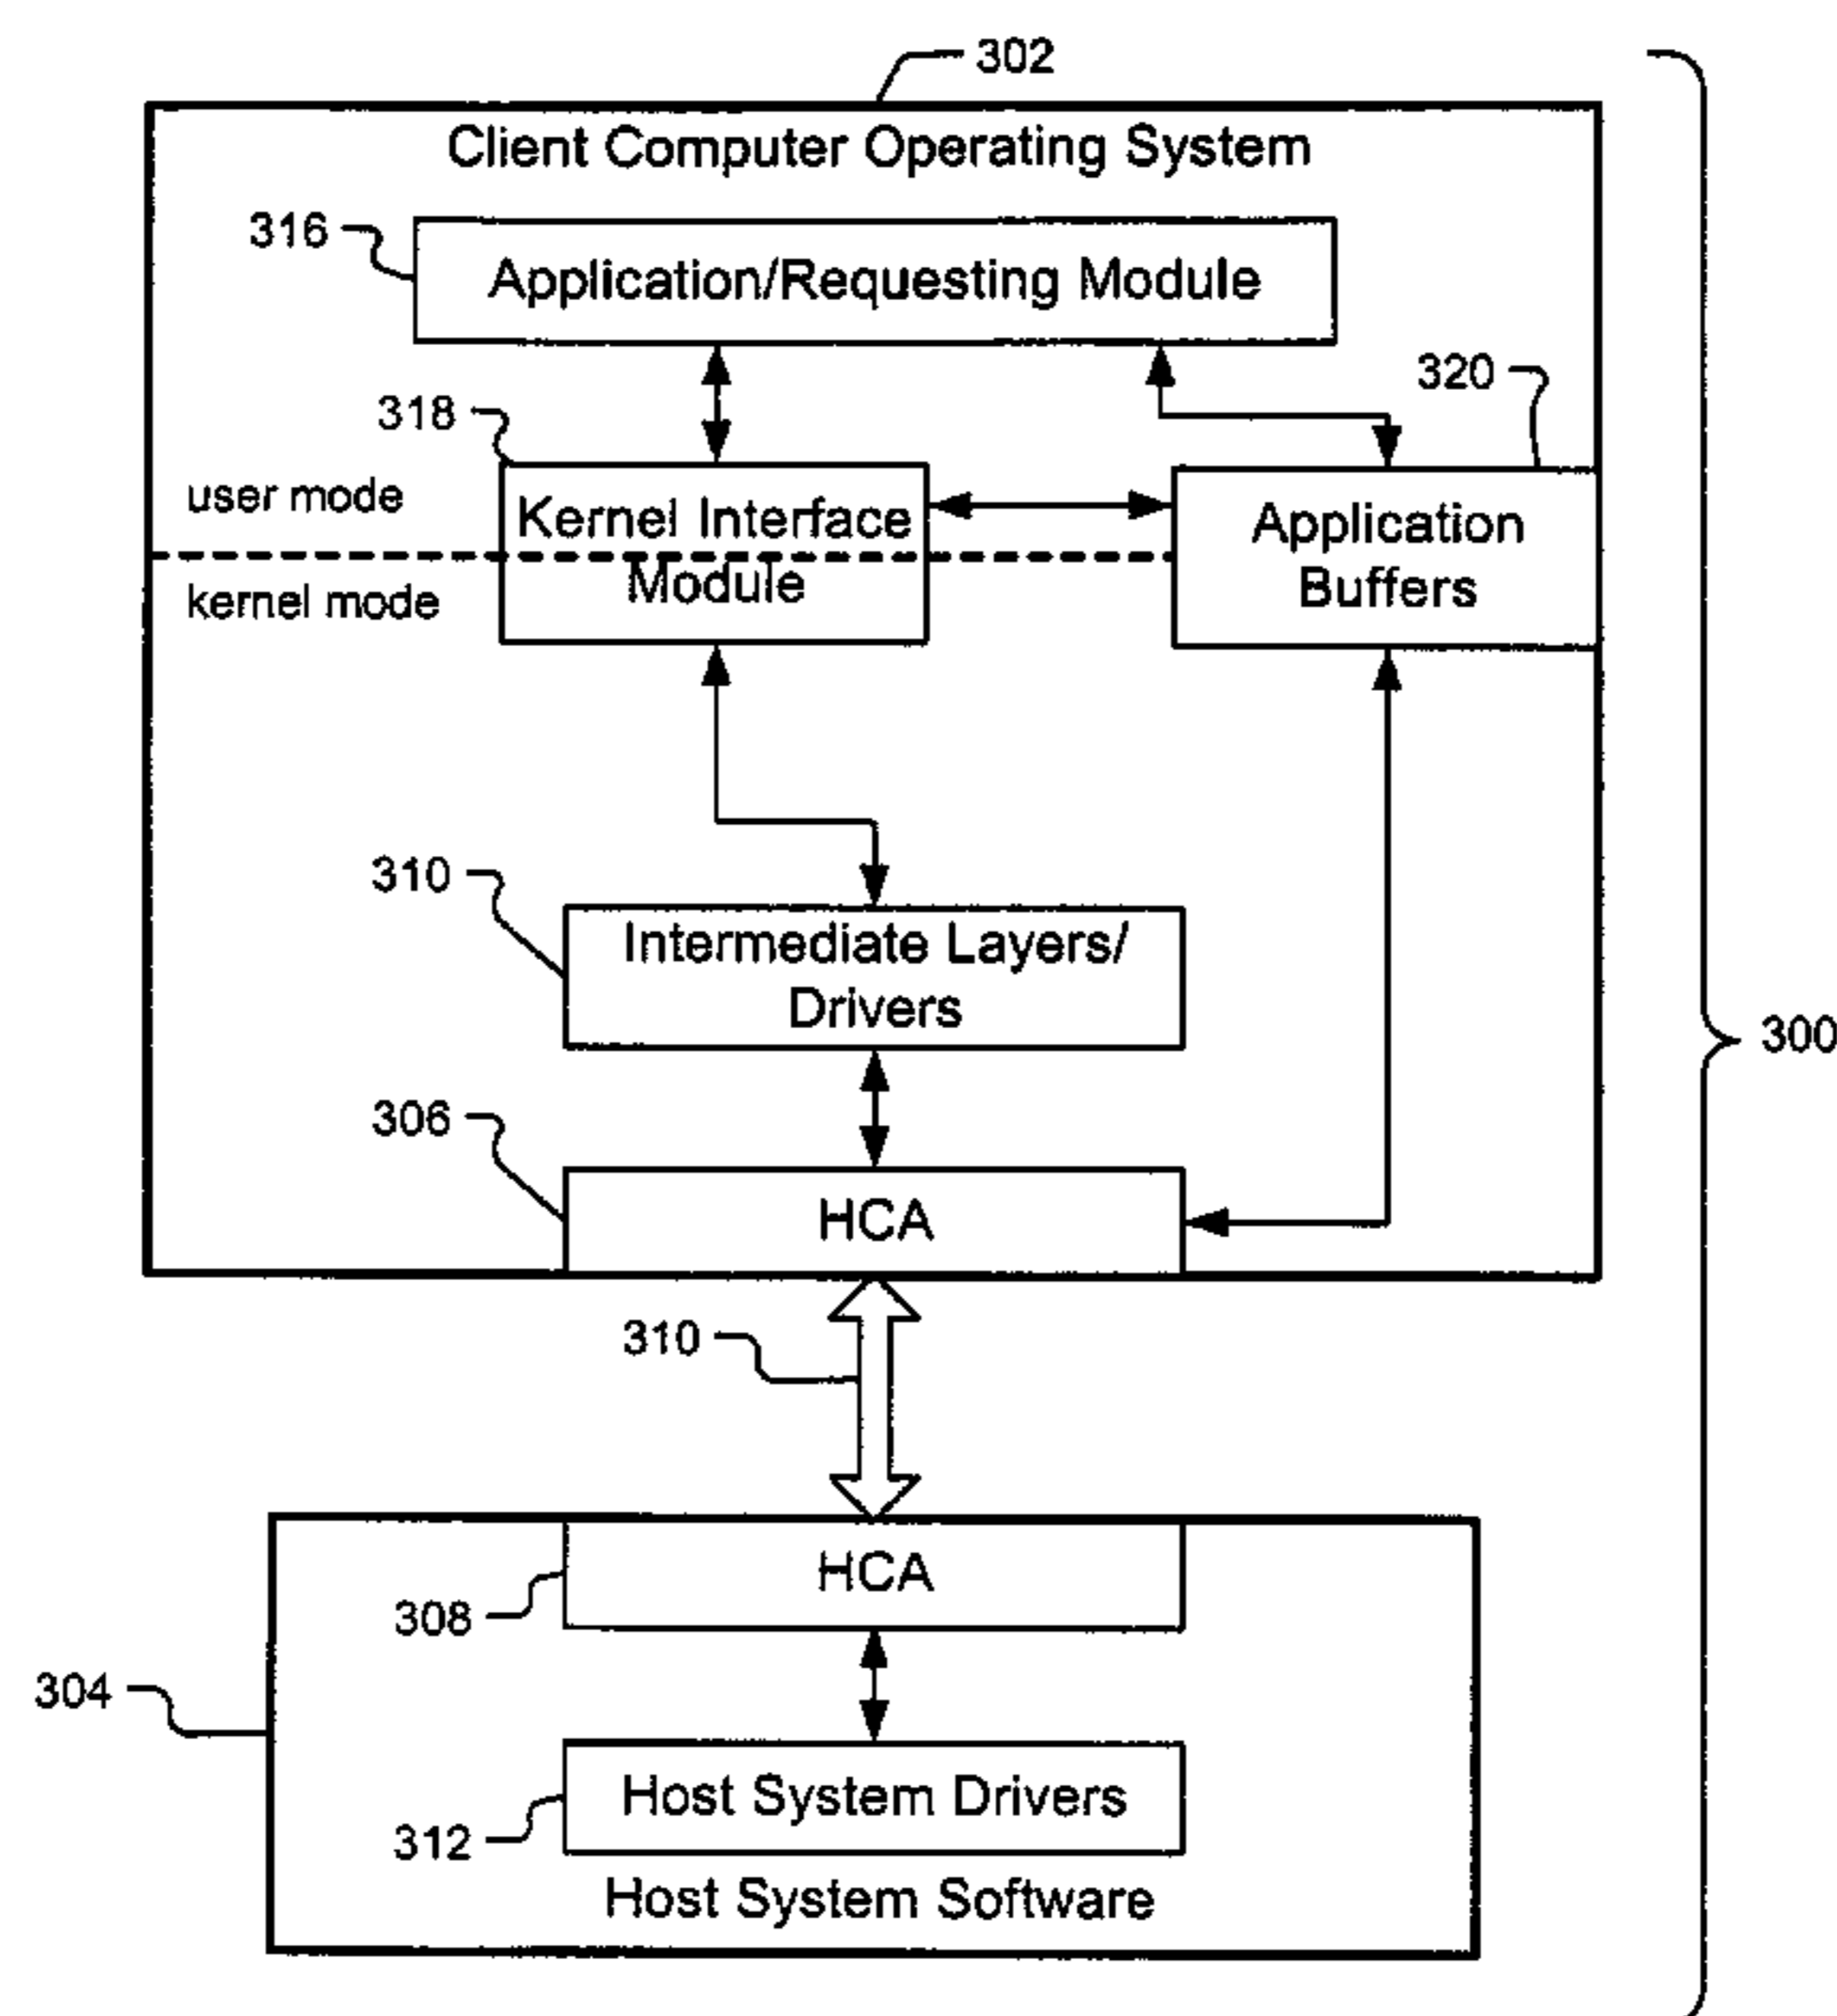 302
Client Computer Operating System
316
Application/Requesting Module
320
318
user mode
Kernel Interface
Module
Application
Buffers
kernel mode
310
Intermediate Layers/
Drivers
300
306
HCA
310
HCA
308
304
Host System Drivers
312
Host System Software